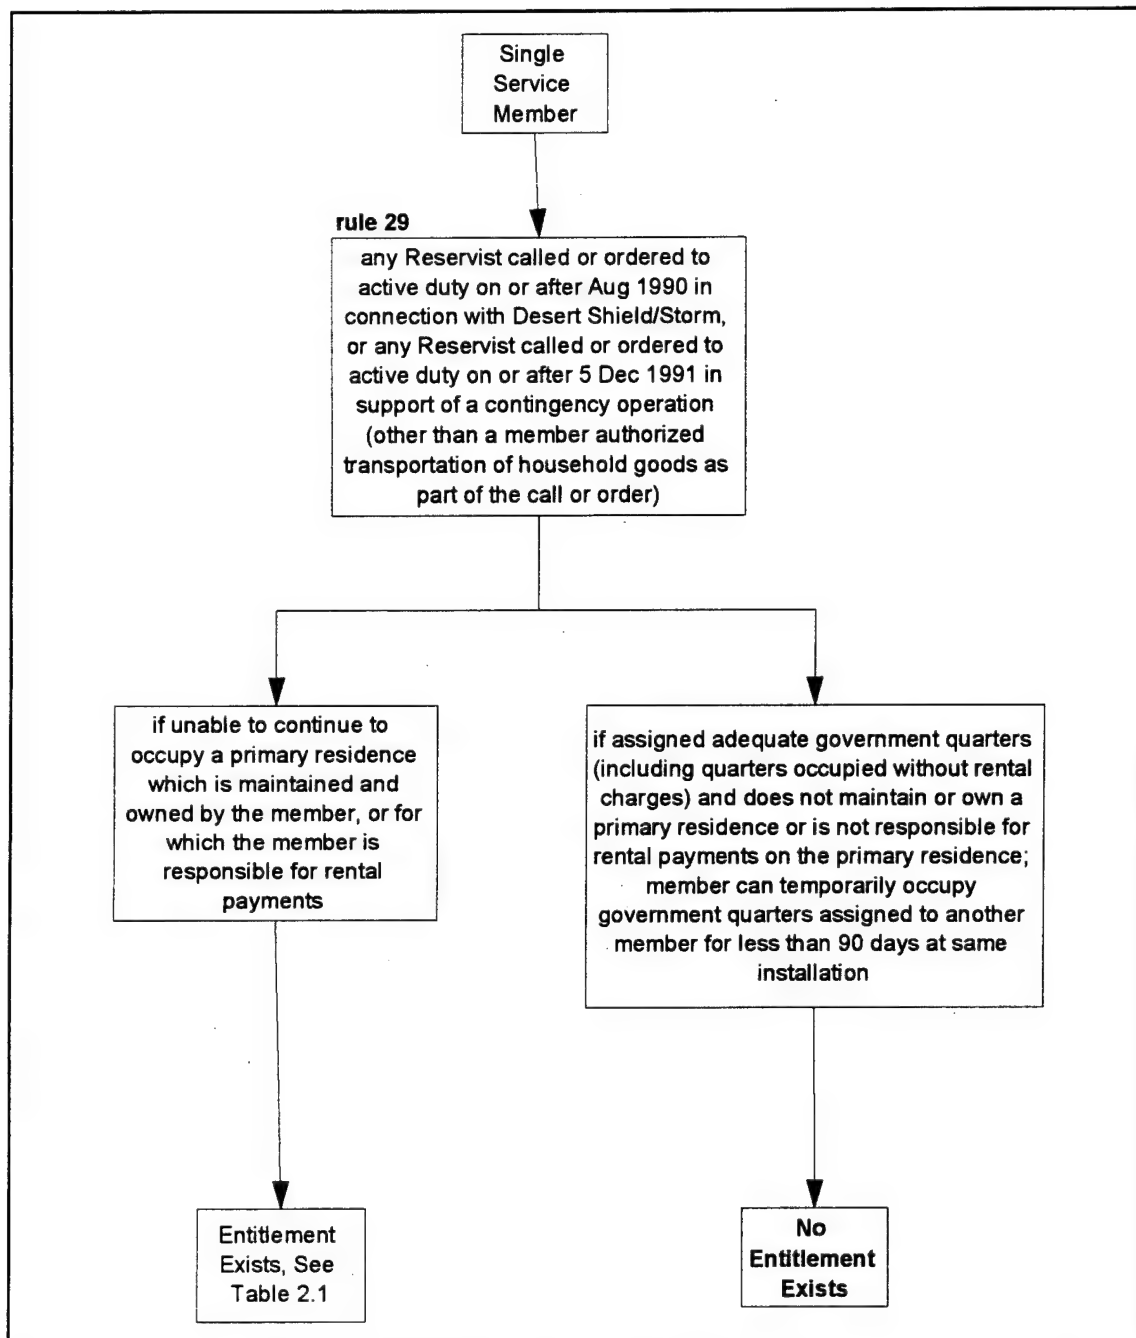 Single
Service
Member
rule 29
any Reservist called or ordered to
active duty on or after Aug 1990 in
connection with Desert Shield/Storm,
or any Reservist called or ordered to
active duty on or after 5 Dec 1991 in
support of a contingency operation
(other than a member authorized
transportation of household goods as
part of the call or order)
if unable to continue to
occupy a primary residence
which is maintained and
owned by the member, or for
which the member is
responsible for rental
payments
if assigned adequate government quarters
(including quarters occupied without rental
charges) and does not maintain or own a
primary residence or is not responsible for
rental payments on the primary residence;
member can temporarily occupy
government quarters assigned to another
member for less than 90 days at same
installation
Entitlement
Exists, See
Table 2.1
No
Entitlement
Exists